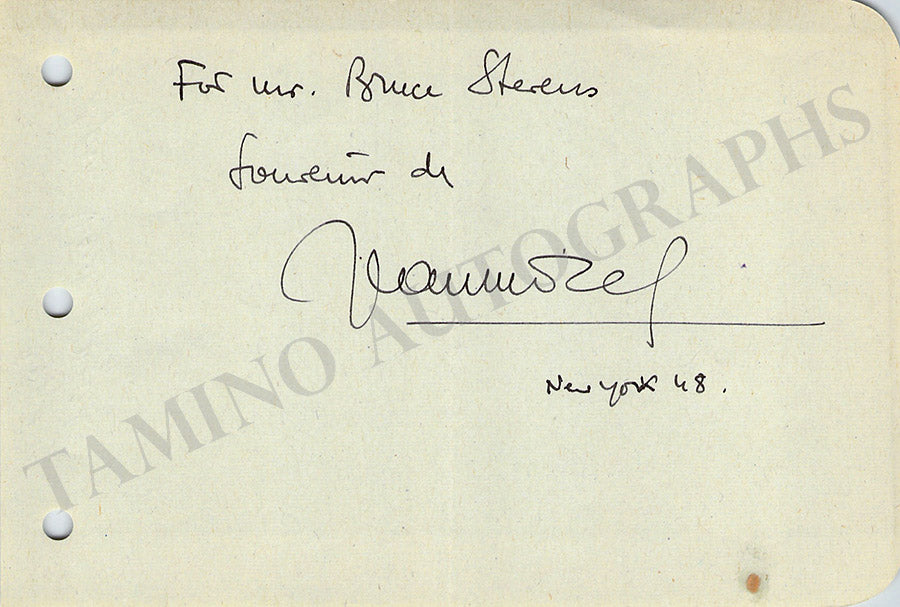 For mr. Bruce Stevens
Souvenir de
New york 48.
TAMINO AUTOGRAPHS